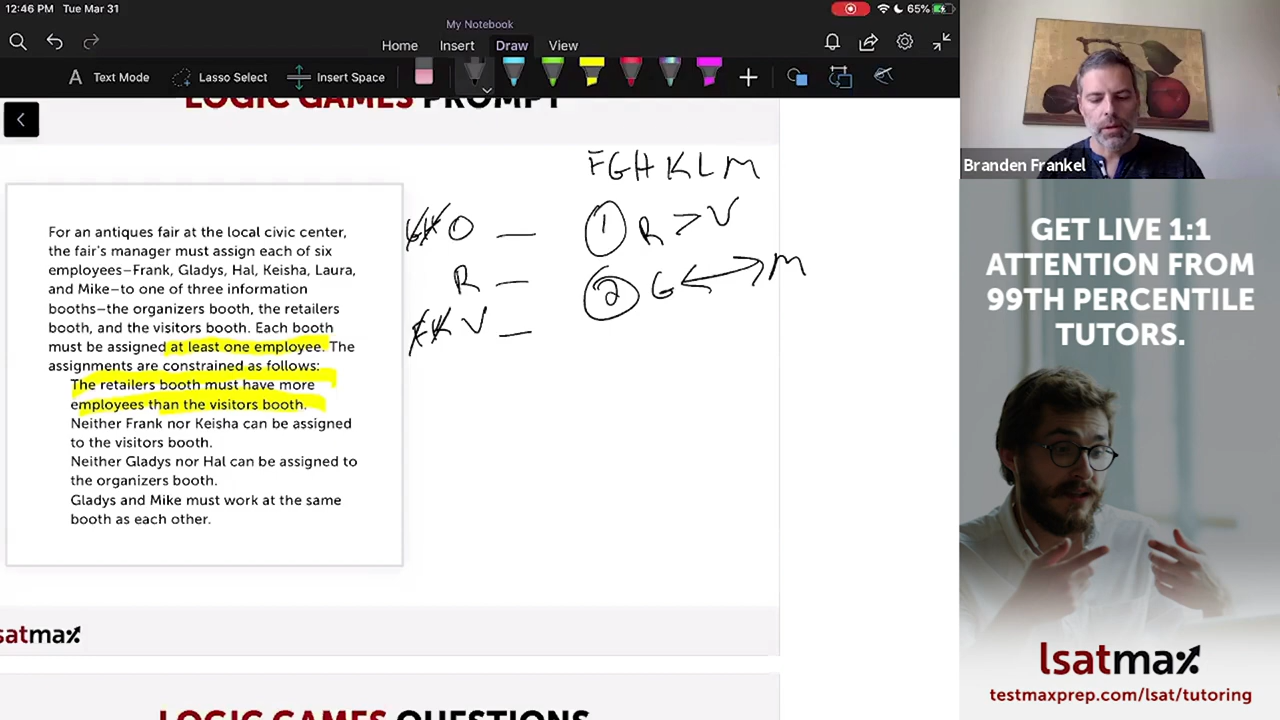 12:46 PM Tue Mar 31
65%
My Notebook
Home Insert Draw View
Text Mode Lasso Select Insert Space
LOGIC GAMES PROMPT
F G H K L M
For an antiques fair at the local civic center,
the fair's manager must assign each of six
employees—Frank, Gladys, Hal, Keisha, Laura,
and Mike—to one of three information
booths—the organizers booth, the retailers
booth, and the visitors booth. Each booth
must be assigned at least one employee. The
assignments are constrained as follows:
The retailers booth must have more
employees than the visitors booth.
Neither Frank nor Keisha can be assigned
to the visitors booth.
Neither Gladys nor Hal can be assigned to
the organizers booth.
Gladys and Mike must work at the same
booth as each other.
G H O _
R _
F K V _
1 R > V
2 G ↔ M
satmax
LOGIC GAMES QUESTIONS
Branden Frankel
GET LIVE 1:1
ATTENTION FROM
99TH PERCENTILE
TUTORS.
lsatmax
testmaxprep.com/lsat/tutoring